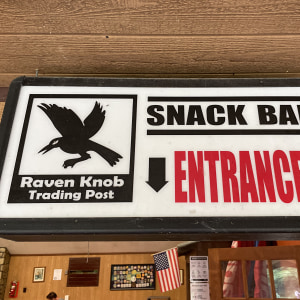 SNACK BA
Raven Knob
Trading Post
ENTRANCE